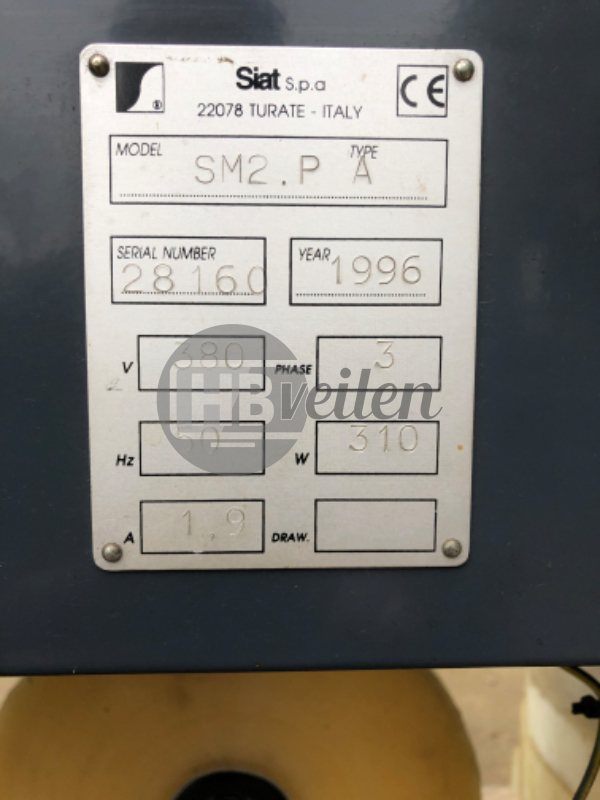 Siat S.p.a
CE
22078 TURATE - ITALY
MODEL TYPE
SM2.P A
SERIAL NUMBER
28160
YEAR
1996
V 380 PHASE 3
HBveilen
Hz 50 W 310
A 1,9 DRAW.